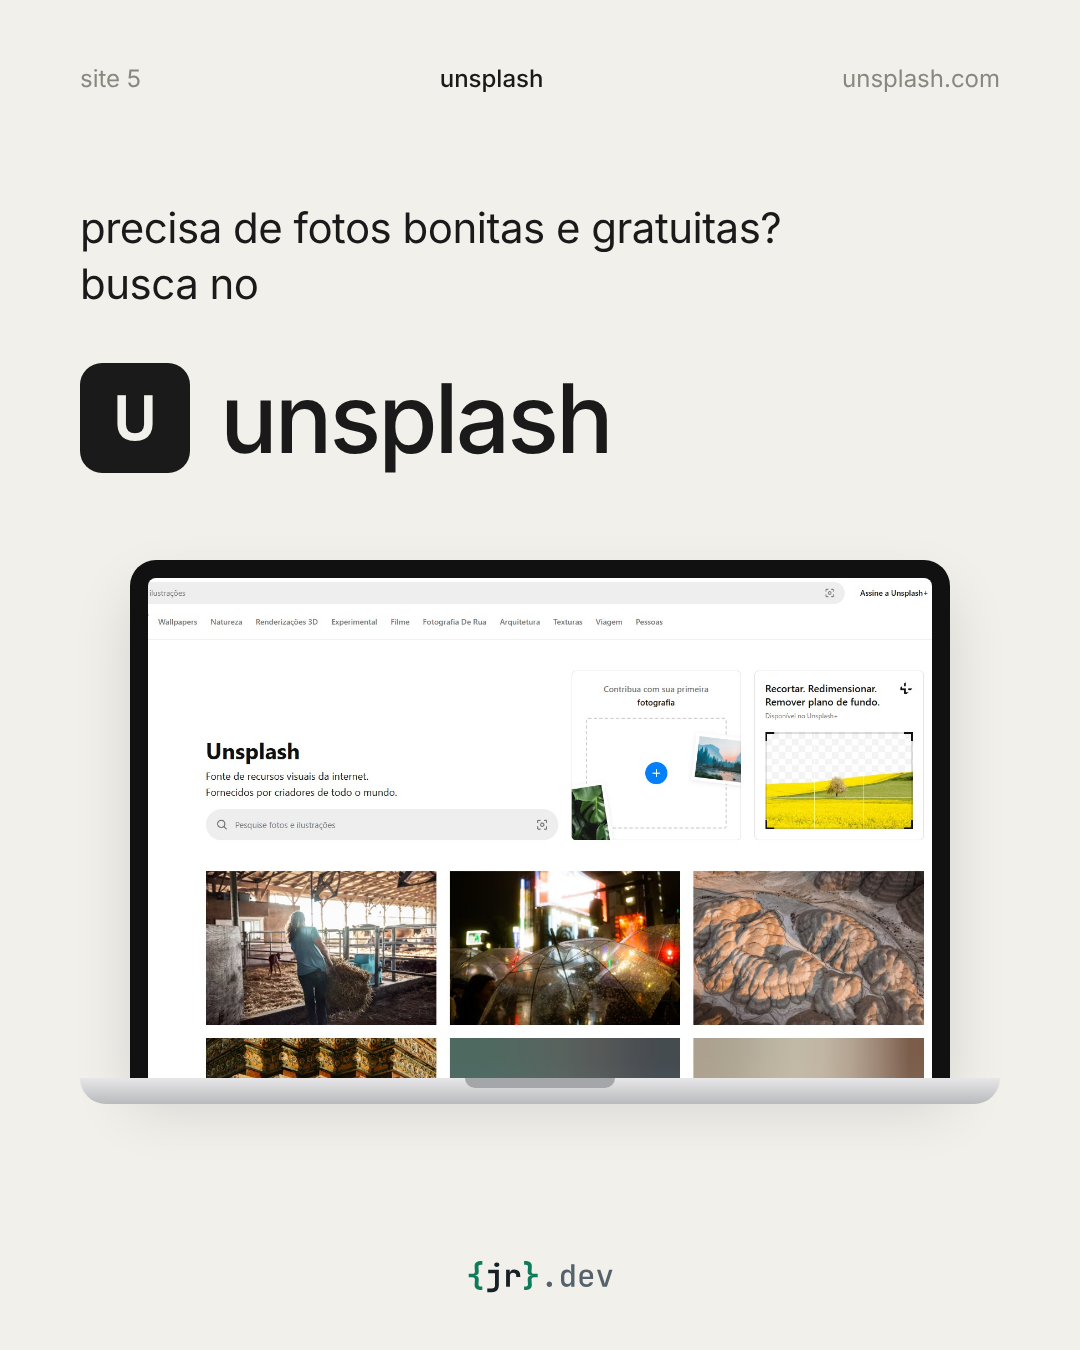 site 5
unsplash
unsplash.com
precisa de fotos bonitas e gratuitas?
busca no
U
unsplash
ilustrações
Assine a Unsplash+
Wallpapers Natureza Renderizações 3D Experimental Filme Fotografia De Rua Arquitetura Texturas Viagem Pessoas
Contribua com sua primeira
fotografia
Recortar. Redimensionar.
Remover plano de fundo.
Disponível no Unsplash+
Unsplash
Fonte de recursos visuais da internet.
Fornecidos por criadores de todo o mundo.
Pesquise fotos e ilustrações
{jr}.dev